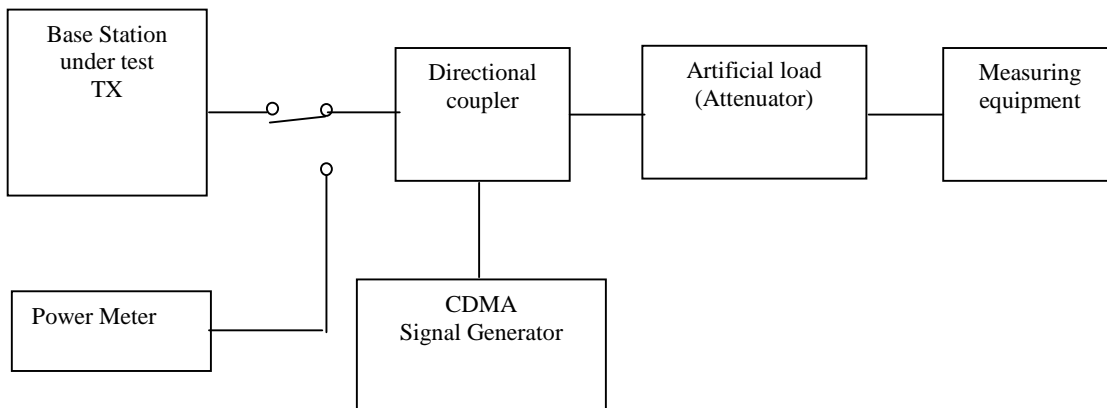 Base Station
under test
TX
Directional
coupler
Artificial load
(Attenuator)
Measuring
equipment
Power Meter
CDMA
Signal Generator